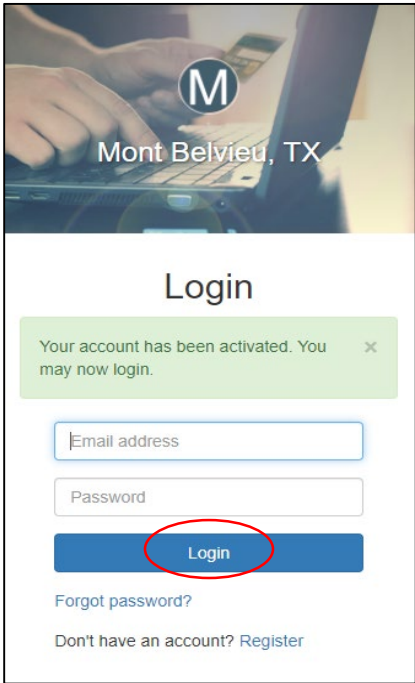 M
Mont Belvieu, TX
Login
Your account has been activated. You
may now login.
×
Email address
Password
Login
Forgot password?
Don't have an account? Register